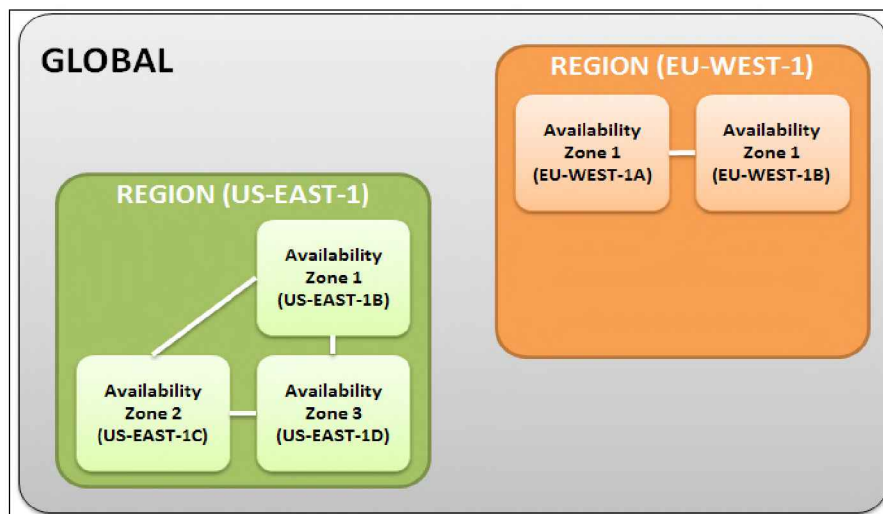 GLOBAL
REGION (EU-WEST-1)
Availability
Zone 1
(EU-WEST-1A)
Availability
Zone 1
(EU-WEST-1B)
REGION (US-EAST-1)
Availability
Zone 1
(US-EAST-1B)
Availability
Zone 2
(US-EAST-1C)
Availability
Zone 3
(US-EAST-1D)